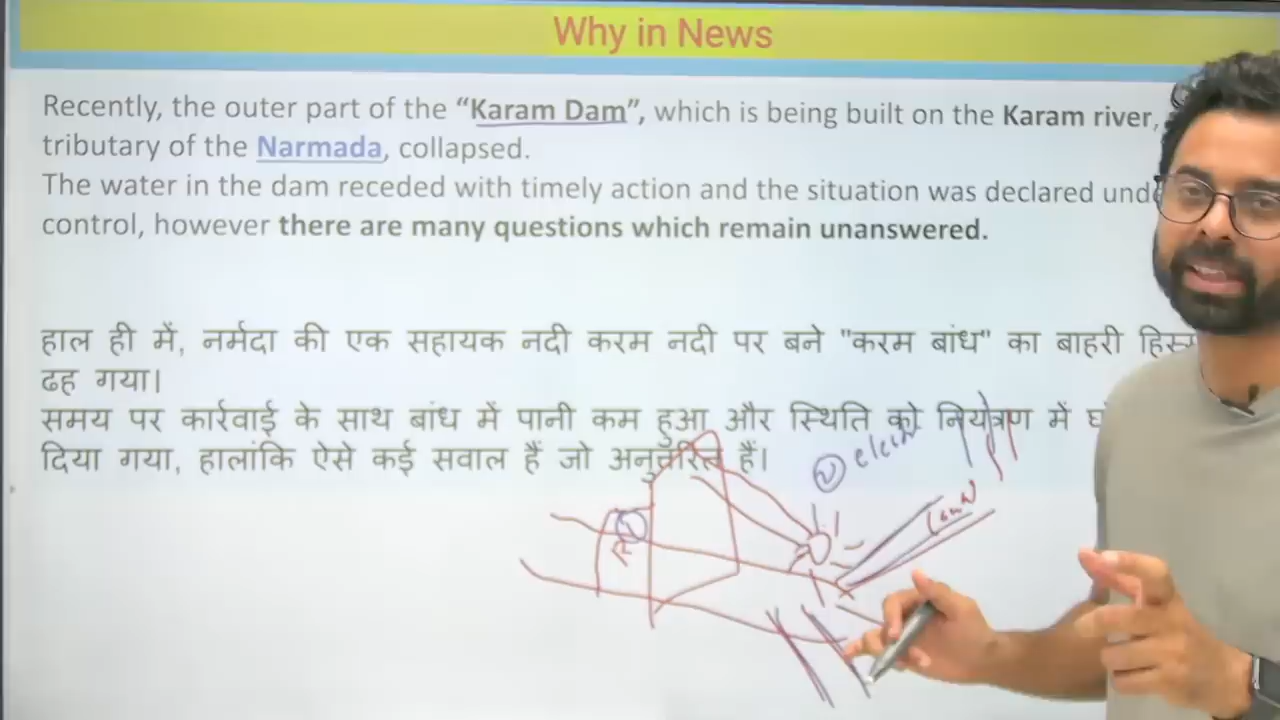 Why in News
Recently, the outer part of the “Karam Dam”, which is being built on the Karam river,
tributary of the Narmada, collapsed.
The water in the dam receded with timely action and the situation was declared und
control, however there are many questions which remain unanswered.
हाल ही में, नर्मदा की एक सहायक नदी करम नदी पर बने "करम बांध" का बाहरी हिस्
ढह गया।
समय पर कार्रवाई के साथ बांध में पानी कम हुआ और स्थिति को नियंत्रण में घ
दिया गया, हालांकि ऐसे कई सवाल हैं जो अनुत्तरित हैं।